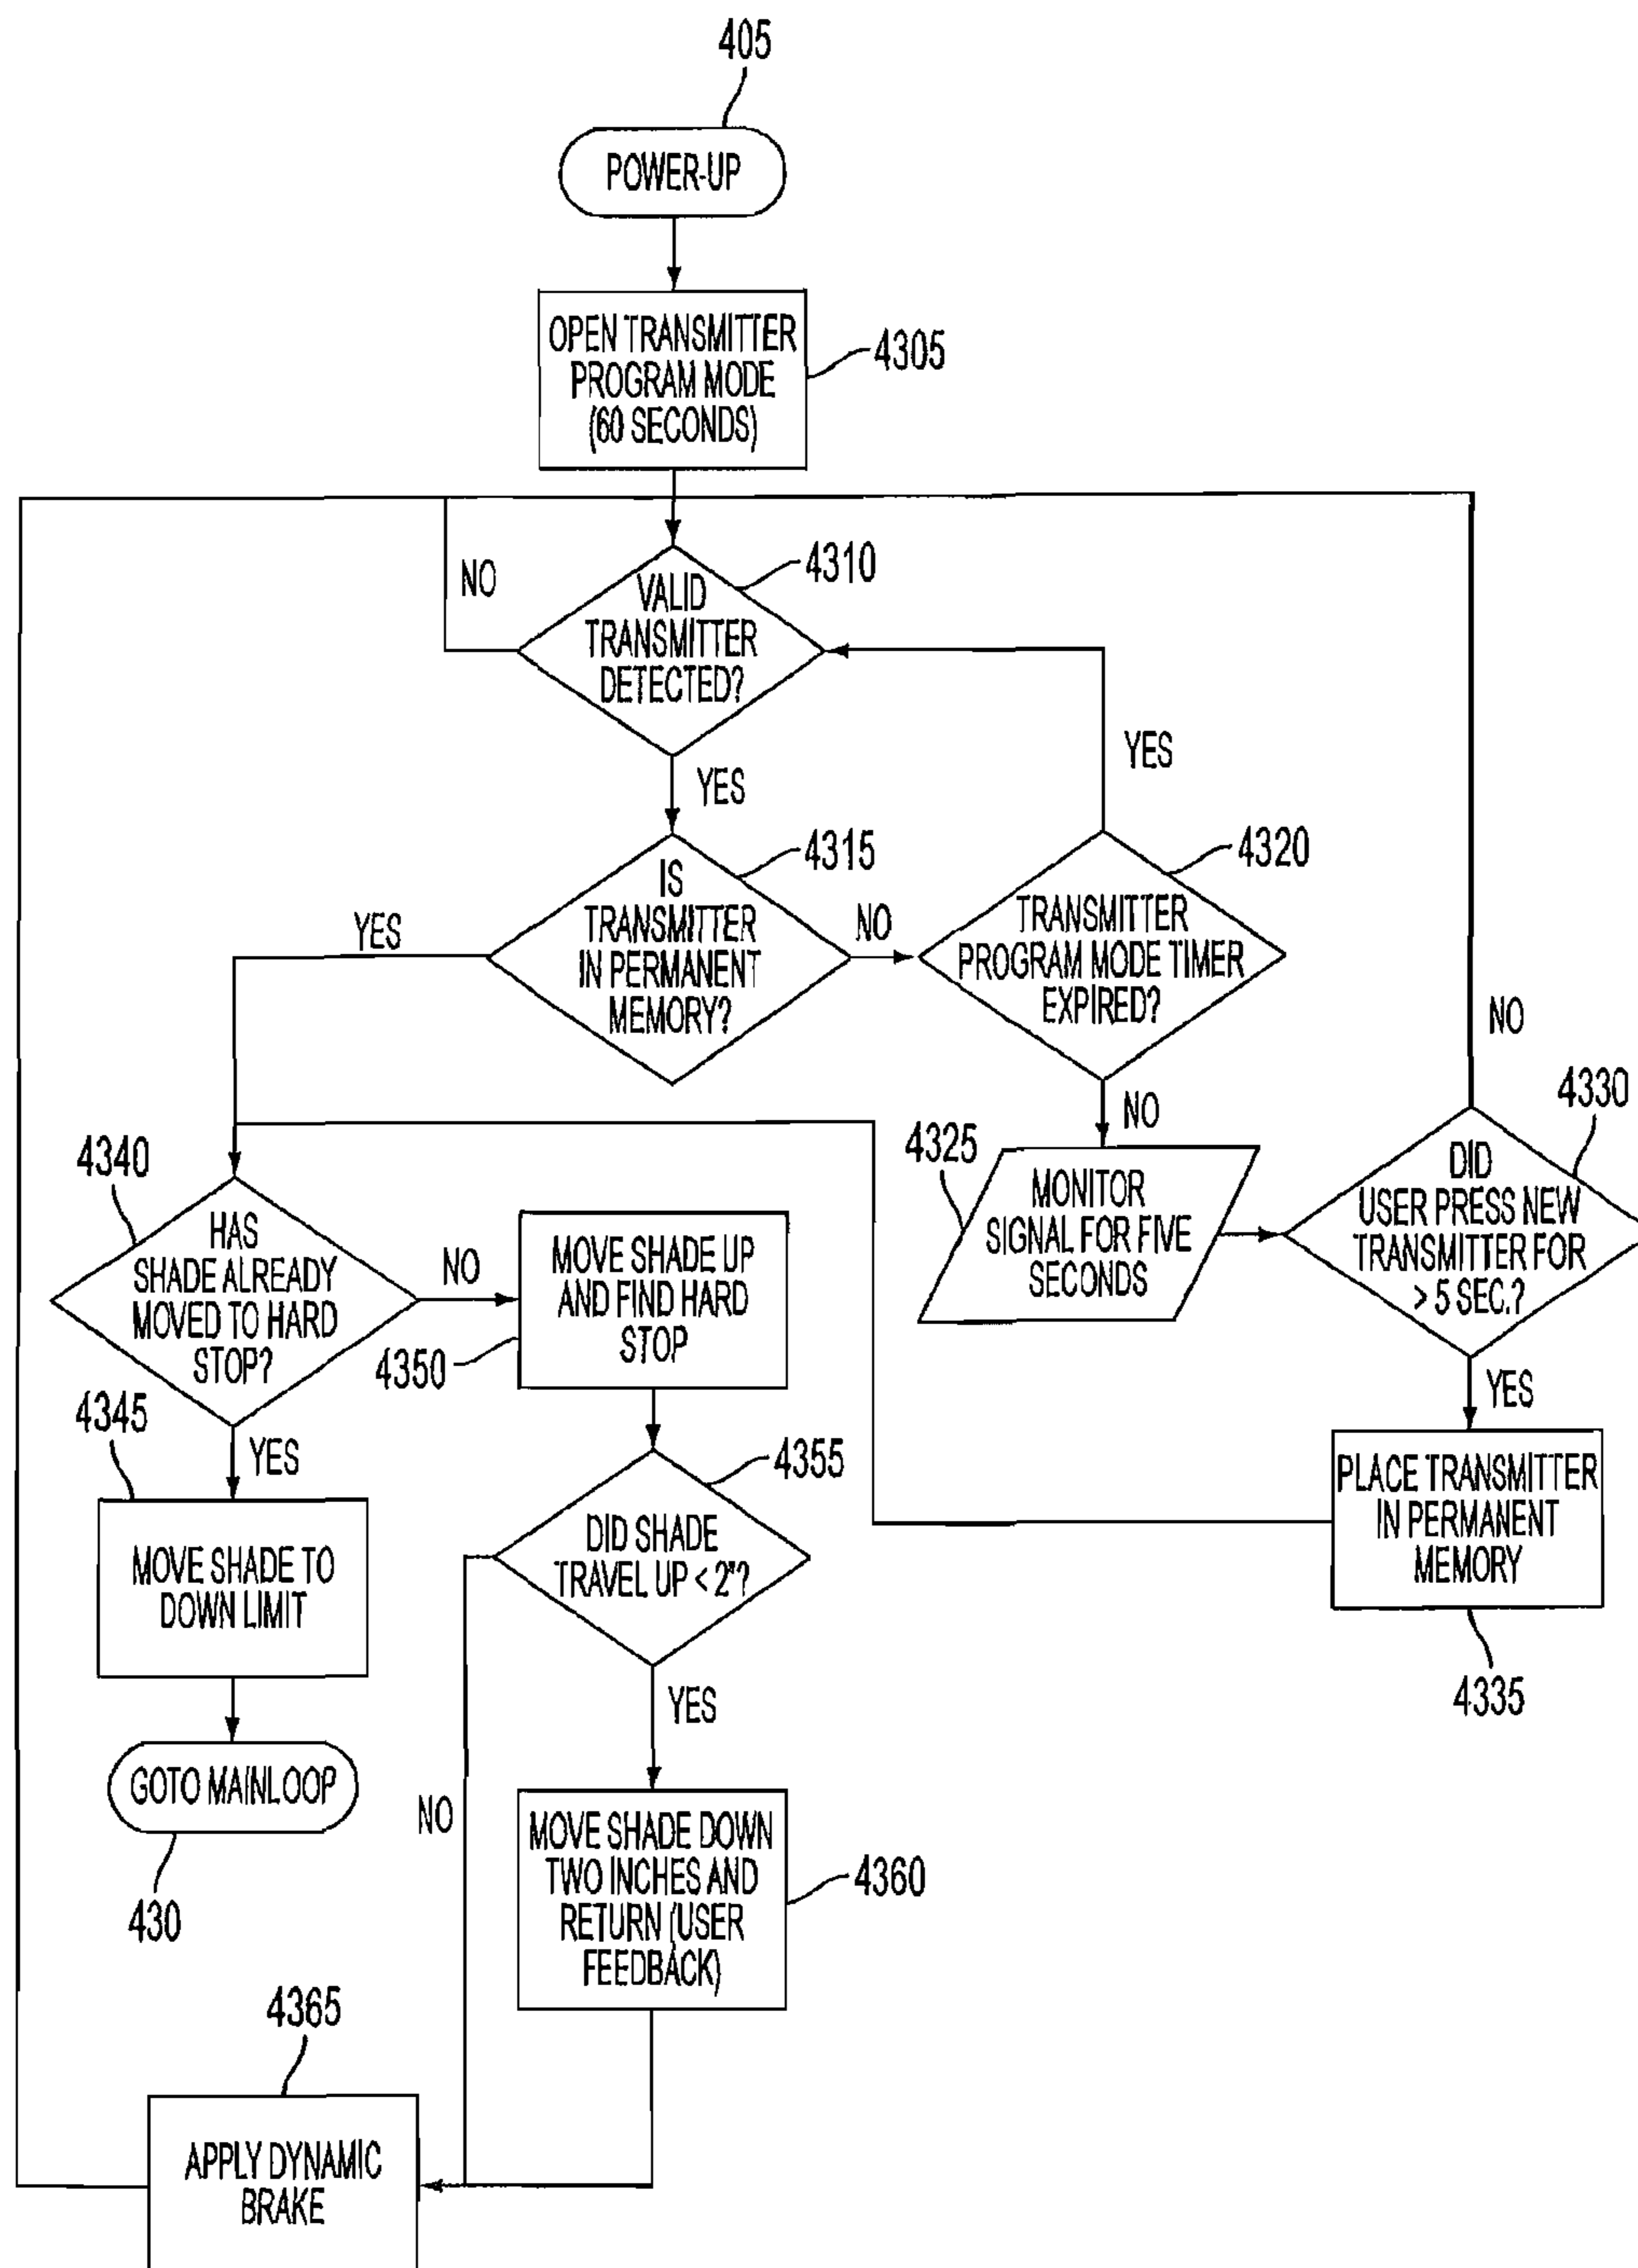 405
POWER-UP
OPEN TRANSMITTER
PROGRAM MODE
(60 SECONDS)
4305
4310
NO
VALID
TRANSMITTER
DETECTED?
YES
YES
4315
4320
IS
TRANSMITTER
IN PERMANENT
MEMORY?
YES
NO
TRANSMITTER
PROGRAM MODE TIMER
EXPIRED?
NO
NO
4325
MONITOR
SIGNAL FOR FIVE
SECONDS
4330
DID
USER PRESS NEW
TRANSMITTER FOR
> 5 SEC.?
YES
PLACE TRANSMITTER
IN PERMANENT
MEMORY
4335
4340
HAS
SHADE ALREADY
MOVED TO HARD
STOP?
NO
MOVE SHADE UP
AND FIND HARD
STOP
4350
4345
YES
MOVE SHADE TO
DOWN LIMIT
GOTO MAINLOOP
430
4355
DID SHADE
TRAVEL UP < 2"?
YES
NO
MOVE SHADE DOWN
TWO INCHES AND
RETURN (USER
FEEDBACK)
4360
4365
APPLY DYNAMIC
BRAKE